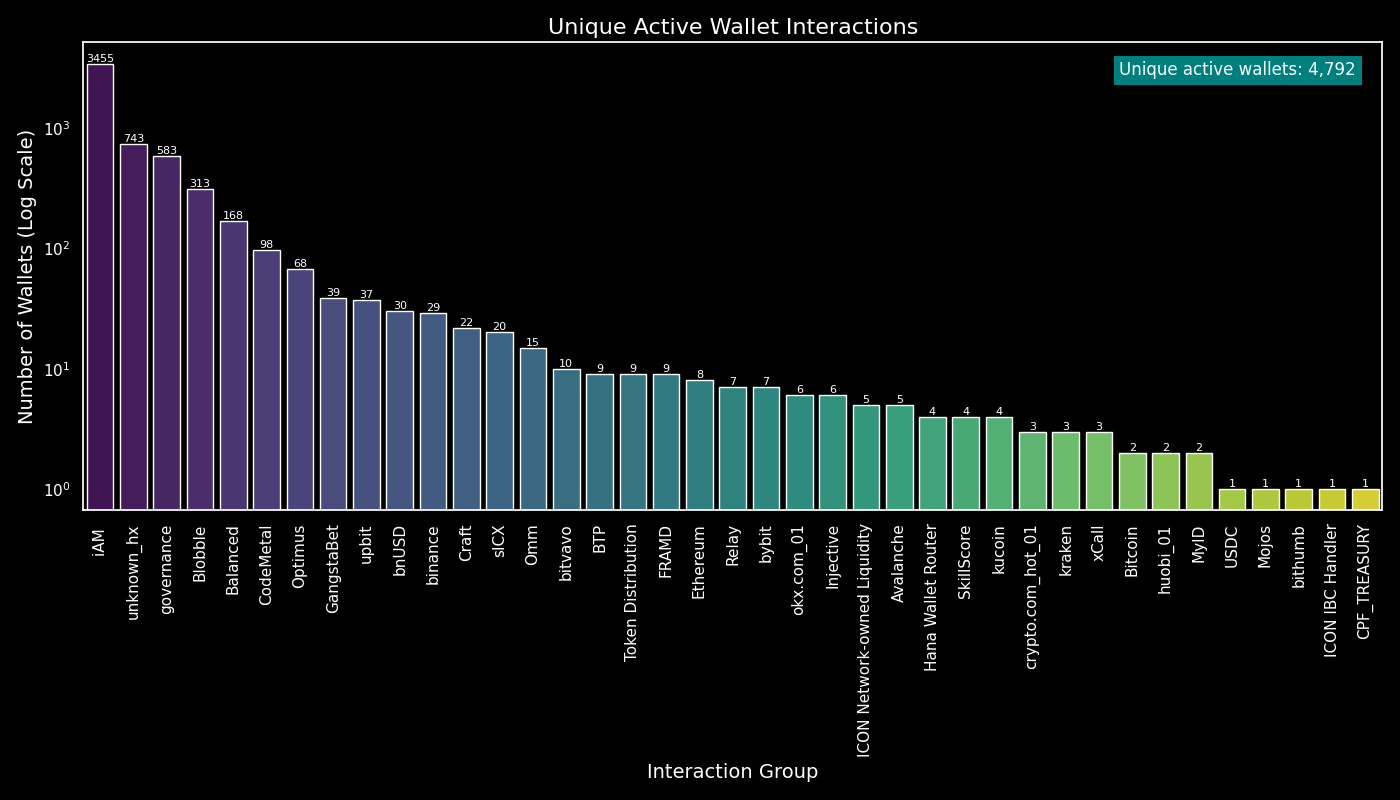 Unique Active Wallet Interactions
Unique active wallets: 4,792
Number of Wallets (Log Scale)
10³
10²
10¹
10⁰
3455
743
583
313
168
98
68
39
37
30
29
22
20
15
10
9
9
9
8
7
7
6
6
5
5
4
4
4
3
3
3
2
2
2
1
1
1
1
1
iAM
unknown_hx
governance
Blobble
Balanced
CodeMetal
Optimus
GangstaBet
upbit
bnUSD
binance
Craft
sICX
Omm
bitvavo
BTP
Token Distribution
FRAMD
Ethereum
Relay
bybit
okx.com_01
Injective
ICON Network-owned Liquidity
Avalanche
Hana Wallet Router
SkillScore
kucoin
crypto.com_hot_01
kraken
xCall
Bitcoin
huobi_01
MyID
USDC
Mojos
bithumb
ICON IBC Handler
CPF_TREASURY
Interaction Group